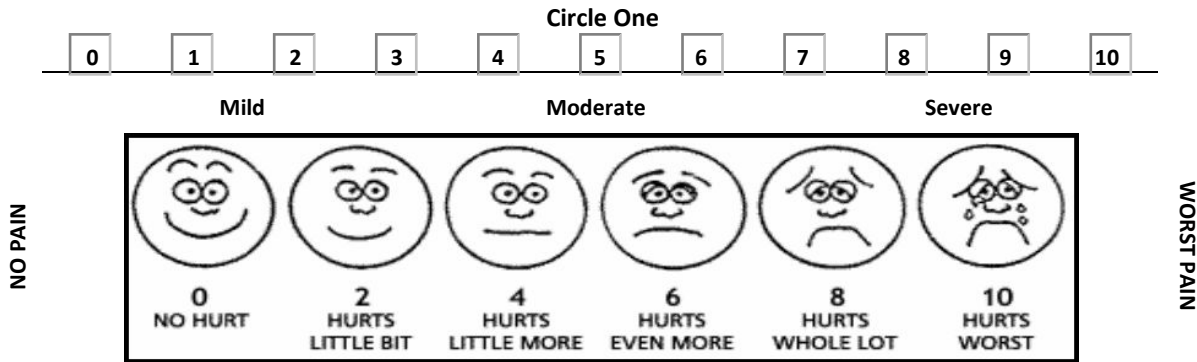 Circle One
0 1 2 3 4 5 6 7 8 9 10
Mild Moderate Severe
NO PAIN
0 2 4 6 8 10
NO HURT HURTS HURTS HURTS HURTS HURTS
LITTLE BIT LITTLE MORE EVEN MORE WHOLE LOT WORST
WORST PAIN